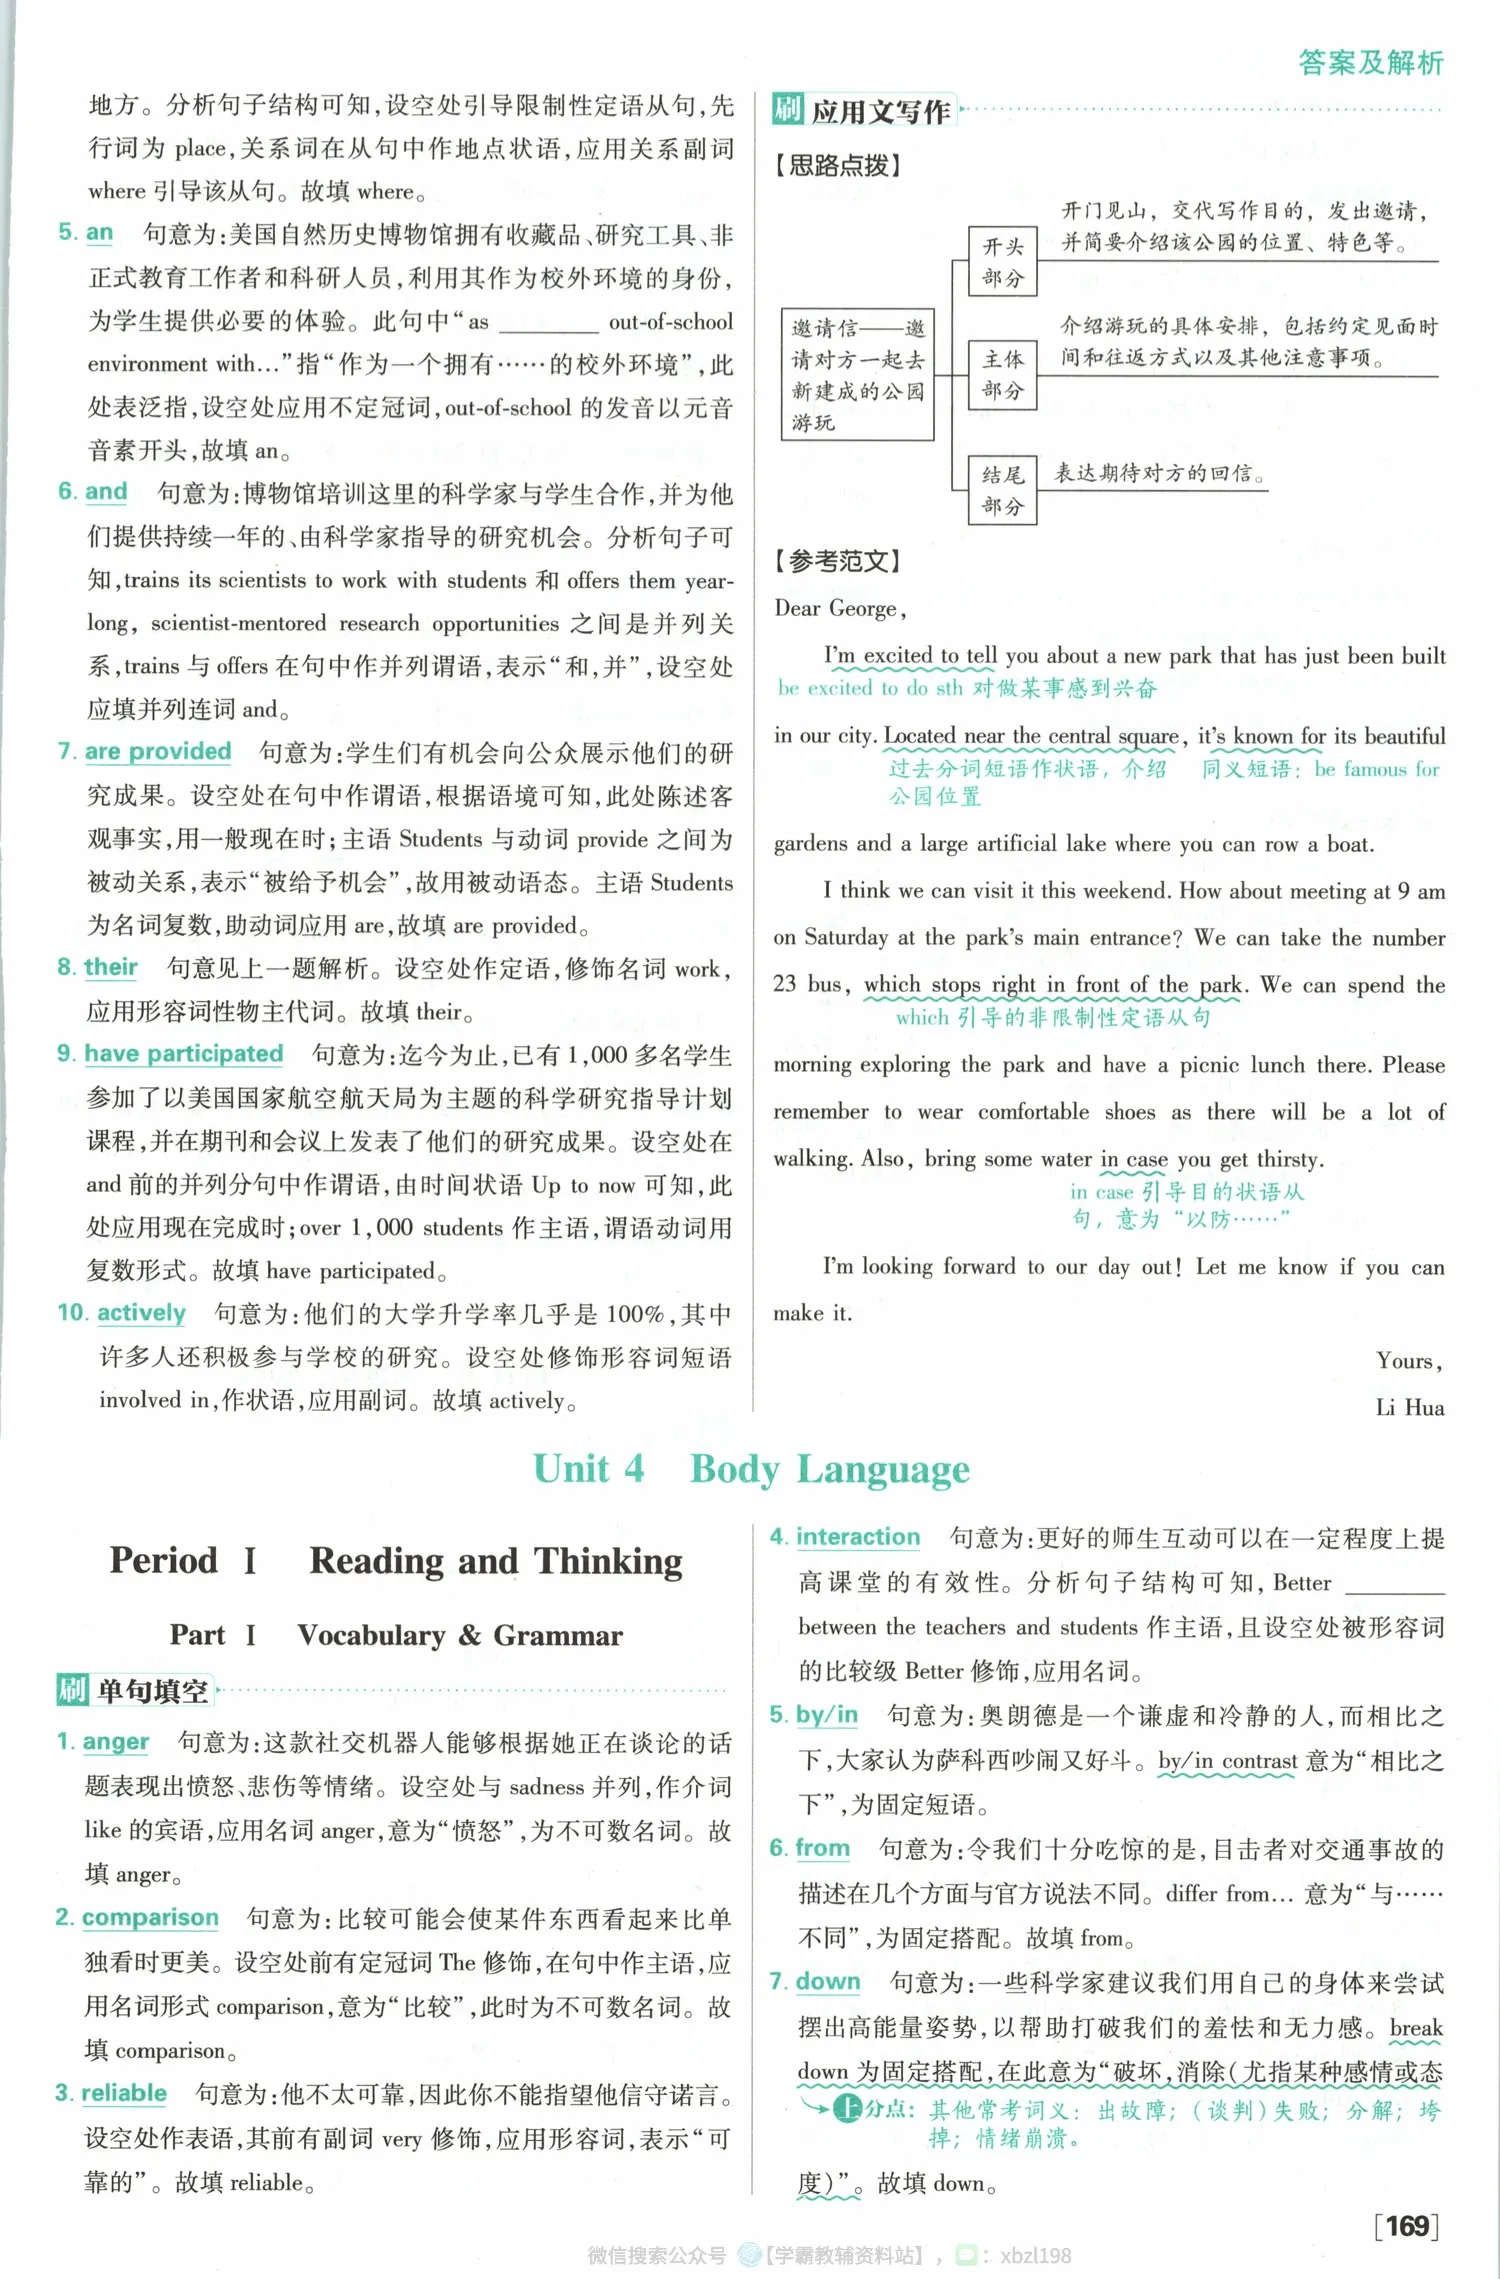 答案及解析
地方。分析句子结构可知,设空处引导限制性定语从句,先
行词为 place,关系词在从句中作地点状语,应用关系副词
where 引导该从句。故填 where。
5. an 句意为:美国自然历史博物馆拥有收藏品、研究工具、非
正式教育工作者和科研人员,利用其作为校外环境的身份,
为学生提供必要的体验。此句中“as ________ out-of-school
environment with…”指“作为一个拥有……的校外环境”,此
处表泛指,设空处应用不定冠词,out-of-school 的发音以元音
音素开头,故填 an。
6. and 句意为:博物馆培训这里的科学家与学生合作,并为他
们提供持续一年的、由科学家指导的研究机会。分析句子可
知,trains its scientists to work with students 和 offers them year-
long, scientist-mentored research opportunities 之间是并列关
系,trains 与 offers 在句中作并列谓语,表示“和,并”,设空处
应填并列连词 and。
7. are provided 句意为:学生们有机会向公众展示他们的研
究成果。设空处在句中作谓语,根据语境可知,此处陈述客
观事实,用一般现在时;主语 Students 与动词 provide 之间为
被动关系,表示“被给予机会”,故用被动语态。主语 Students
为名词复数,助动词应用 are,故填 are provided。
8. their 句意见上一题解析。设空处作定语,修饰名词 work,
应用形容词性物主代词。故填 their。
9. have participated 句意为:迄今为止,已有 1,000 多名学生
参加了以美国国家航空航天局为主题的科学研究指导计划
课程,并在期刊和会议上发表了他们的研究成果。设空处在
and 前的并列分句中作谓语,由时间状语 Up to now 可知,此
处应用现在完成时;over 1,000 students 作主语,谓语动词用
复数形式。故填 have participated。
10. actively 句意为:他们的大学升学率几乎是 100%,其中
许多人还积极参与学校的研究。设空处修饰形容词短语
involved in,作状语,应用副词。故填 actively。
刷 应用文写作
【思路点拨】
邀请信——邀
请对方一起去
新建成的公园
游玩
开头
部分
开门见山,交代写作目的,发出邀请,
并简要介绍该公园的位置、特色等。
主体
部分
介绍游玩的具体安排,包括约定见面时
间和往返方式以及其他注意事项。
结尾
部分
表达期待对方的回信。
【参考范文】
Dear George,
I'm excited to tell you about a new park that has just been built
be excited to do sth 对做某事感到兴奋
in our city. Located near the central square, it's known for its beautiful
过去分词短语作状语,介绍 同义短语: be famous for
公园位置
gardens and a large artificial lake where you can row a boat.
I think we can visit it this weekend. How about meeting at 9 am
on Saturday at the park's main entrance? We can take the number
23 bus, which stops right in front of the park. We can spend the
which 引导的非限制性定语从句
morning exploring the park and have a picnic lunch there. Please
remember to wear comfortable shoes as there will be a lot of
walking. Also, bring some water in case you get thirsty.
in case 引导目的状语从
句,意为“以防……”
I'm looking forward to our day out! Let me know if you can
make it.
Yours,
Li Hua
Unit 4 Body Language
Period Ⅰ Reading and Thinking
Part Ⅰ Vocabulary & Grammar
刷 单句填空
1. anger 句意为:这款社交机器人能够根据她正在谈论的话
题表现出愤怒、悲伤等情绪。设空处与 sadness 并列,作介词
like 的宾语,应用名词 anger,意为“愤怒”,为不可数名词。故
填 anger。
2. comparison 句意为:比较可能会使某件东西看起来比单
独看时更美。设空处前有定冠词 The 修饰,在句中作主语,应
用名词形式 comparison,意为“比较”,此时为不可数名词。故
填 comparison。
3. reliable 句意为:他不太可靠,因此你不能指望他信守诺言。
设空处作表语,其前有副词 very 修饰,应用形容词,表示“可
靠的”。故填 reliable。
4. interaction 句意为:更好的师生互动可以在一定程度上提
高课堂的有效性。分析句子结构可知, Better ________
between the teachers and students 作主语,且设空处被形容词
的比较级 Better 修饰,应用名词。
5. by/in 句意为:奥朗德是一个谦虚和冷静的人,而相比之
下,大家认为萨科西吵闹又好斗。by/in contrast 意为“相比之
下”,为固定短语。
6. from 句意为:令我们十分吃惊的是,目击者对交通事故的
描述在几个方面与官方说法不同。differ from… 意为“与……
不同”,为固定搭配。故填 from。
7. down 句意为:一些科学家建议我们用自己的身体来尝试
摆出高能量姿势,以帮助打破我们的羞怯和无力感。break
down 为固定搭配,在此意为“破坏,消除(尤指某种感情或态
上分点: 其他常考词义: 出故障; (谈判)失败; 分解; 垮
掉; 情绪崩溃。
度)”。故填 down。
[169]
微信搜索公众号【学霸教辅资料站】,: xbzl198